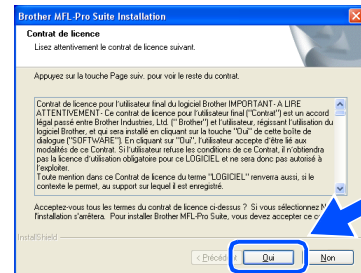 Brother MFL-Pro Suite Installation
Contrat de licence
Lisez attentivement le contrat de licence suivant.
Appuyez sur la touche Page suiv. pour voir le reste du contrat.
Contrat de licence pour l'utilisateur final du logiciel Brother IMPORTANT- A LIRE
ATTENTIVEMENT- Ce contrat de licence pour l'utilisateur final ("Contrat") est un accord
légal passé entre Brother Industries, Ltd. (" Brother") et l'utilisateur, régissant l'utilisation du
logiciel Brother, et qui sera installé en cliquant sur la touche "Oui" de cette boîte de
dialogue ("SOFTWARE"). En cliquant sur "Oui", l'utilisateur accepte d'être lié aux
modalités de ce Contrat. Si l'utilisateur refuse les conditions de ce Contrat, il n'obtiendra
pas la licence d'utilisation obligatoire pour ce LOGICIEL et ne sera donc pas autorisé à
l'exploiter.
Toute mention dans ce Contrat de licence du terme "LOGICIEL" renverra aussi, si le
contexte le permet, au support sur lequel il est enregistré.
Acceptez-vous tous les termes du contrat de licence ci-dessus ? Si vous sélectionnez
l'installation s'arrêtera. Pour installer Brother MFL-Pro Suite, vous devez accepter ce
InstallShield
< Précédent
Oui
Non